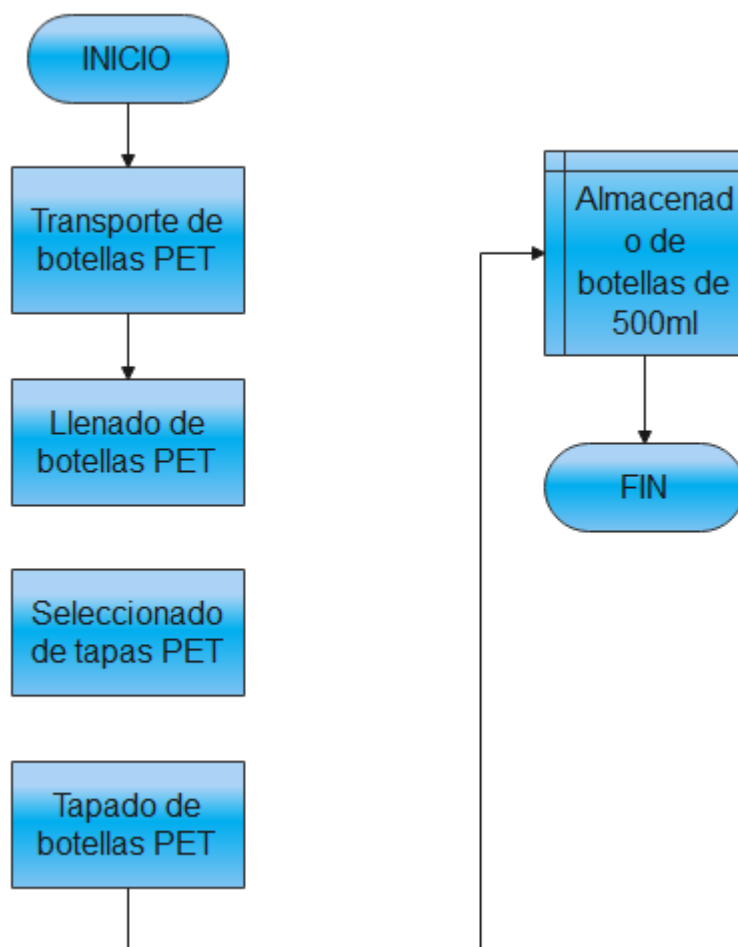 INICIO
Transporte de
botellas PET
Llenado de
botellas PET
Seleccionado
de tapas PET
Tapado de
botellas PET
Almacenad
o de
botellas de
500ml
FIN